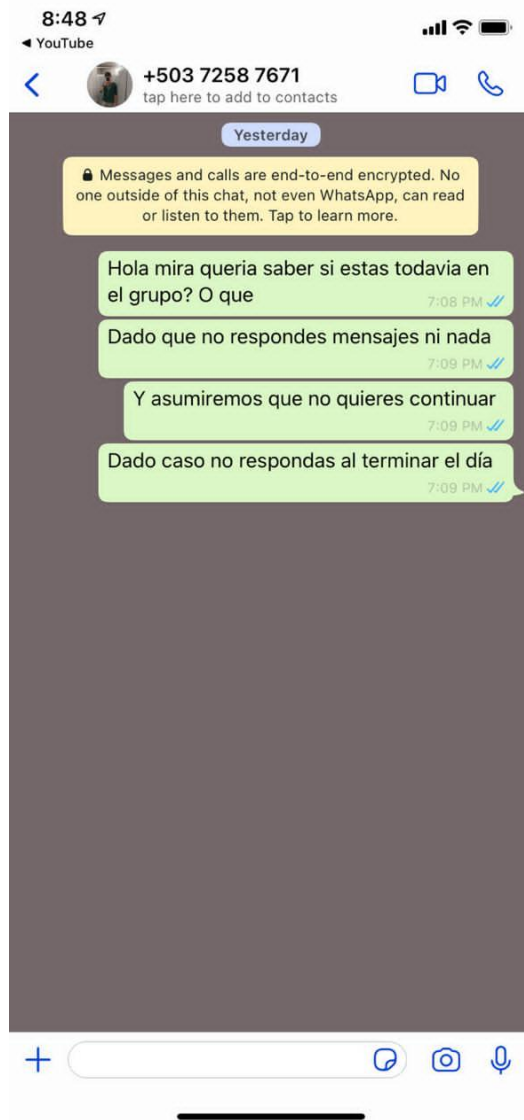 8:48
YouTube
+503 7258 7671
tap here to add to contacts
Yesterday
Messages and calls are end-to-end encrypted. No
one outside of this chat, not even WhatsApp, can read
or listen to them. Tap to learn more.
Hola mira queria saber si estas todavia en
el grupo? O que
7:08 PM
Dado que no respondes mensajes ni nada
7:09 PM
Y asumiremos que no quieres continuar
7:09 PM
Dado caso no respondas al terminar el día
7:09 PM